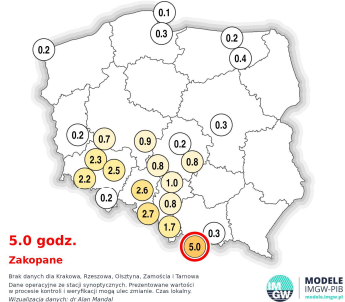 0.1
0.3
0.2
0.2
0.4
0.3
0.2
0.7
0.9
0.2
2.3
0.8
0.8
2.5
2.2
1.0
2.6
0.2
0.8
2.7
1.7
0.3
5.0
5.0 godz.
Zakopane
Brak danych dla Krakowa, Rzeszowa, Olsztyna, Zamościa i Tarnowa
Dane operacyjne ze stacji synoptycznych. Prezentowane wartości
w procesie kontroli i weryfikacji mogą ulec zmianie. Czas lokalny.
Wizualizacja danych: dr Alan Mandal
IM
GW
MODELE
IMGW-PIB
modele.imgw.pl